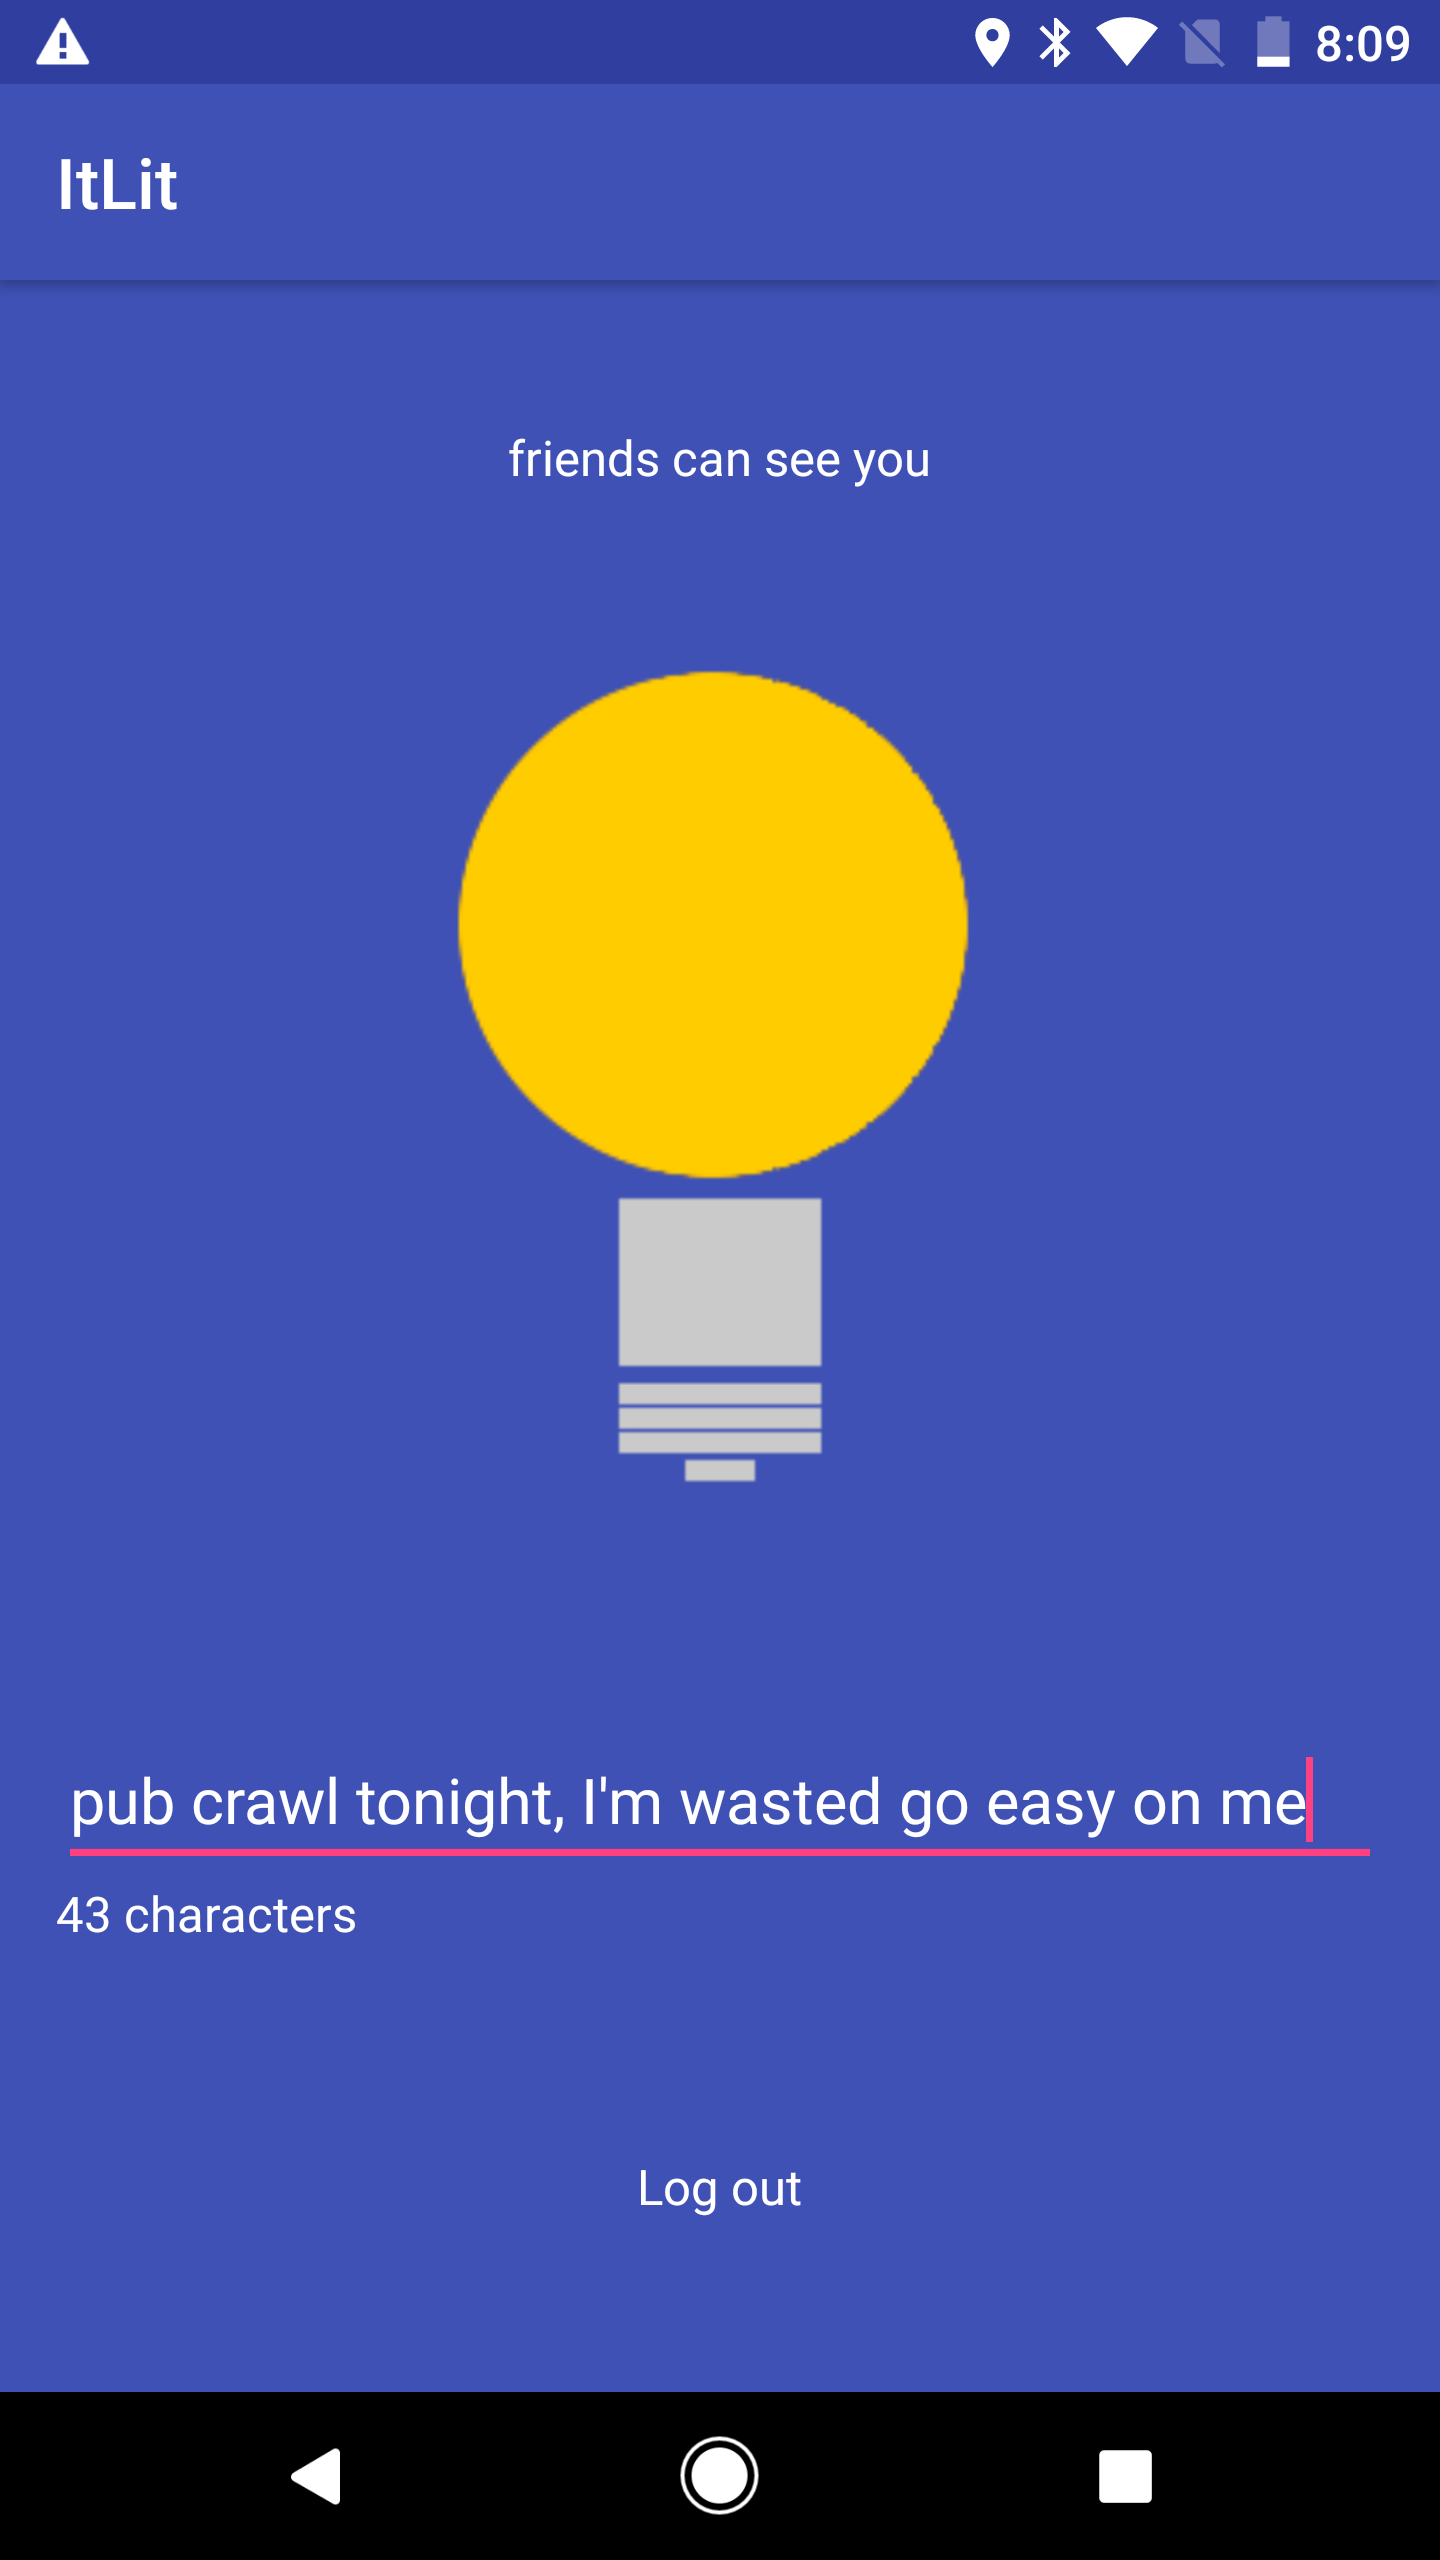 8:09
ItLit
friends can see you
pub crawl tonight, I'm wasted go easy on me
43 characters
Log out